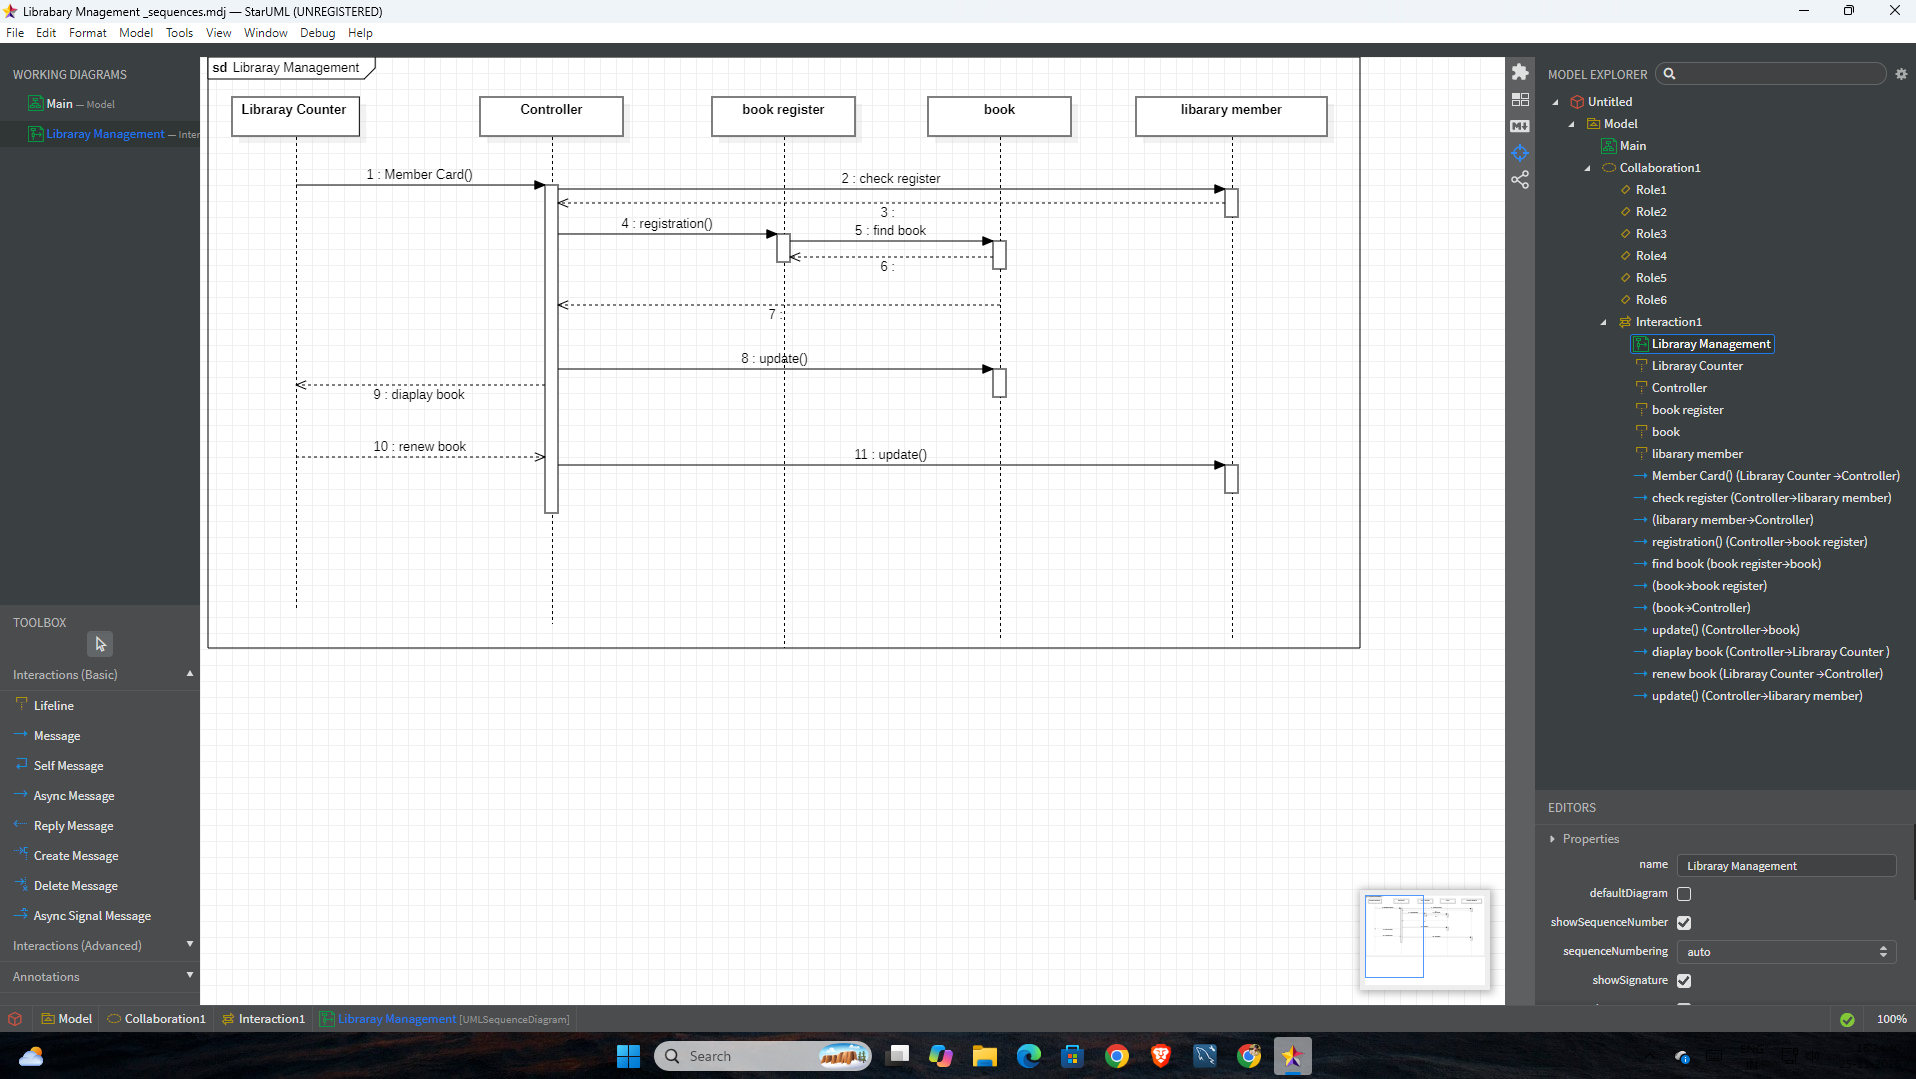 Librabary Mnagement _sequences.mdj — StarUML (UNREGISTERED)
File Edit Format Model Tools View Window Debug Help
WORKING DIAGRAMS
Main — Model
Libraray Management — Inter
TOOLBOX
Interactions (Basic)
Lifeline
Message
Self Message
Async Message
Reply Message
Create Message
Delete Message
Async Signal Message
Interactions (Advanced)
Annotations
sd Libraray Management
Libraray Counter
Controller
book register
book
libarary member
1 : Member Card()
2 : check register
3 :
4 : registration()
5 : find book
6 :
7 :
8 : update()
9 : diaplay book
10 : renew book
11 : update()
MODEL EXPLORER
Untitled
Model
Main
Collaboration1
Role1
Role2
Role3
Role4
Role5
Role6
Interaction1
Libraray Management
Libraray Counter
Controller
book register
book
libarary member
Member Card() (Libraray Counter →Controller)
check register (Controller→libarary member)
(libarary member→Controller)
registration() (Controller→book register)
find book (book register→book)
(book→book register)
(book→Controller)
update() (Controller→book)
diaplay book (Controller→Libraray Counter )
renew book (Libraray Counter →Controller)
update() (Controller→libarary member)
EDITORS
Properties
name Libraray Management
defaultDiagram
showSequenceNumber
sequenceNumbering auto
showSignature
Model Collaboration1 Interaction1 Libraray Management [UMLSequenceDiagram]
100%
Search